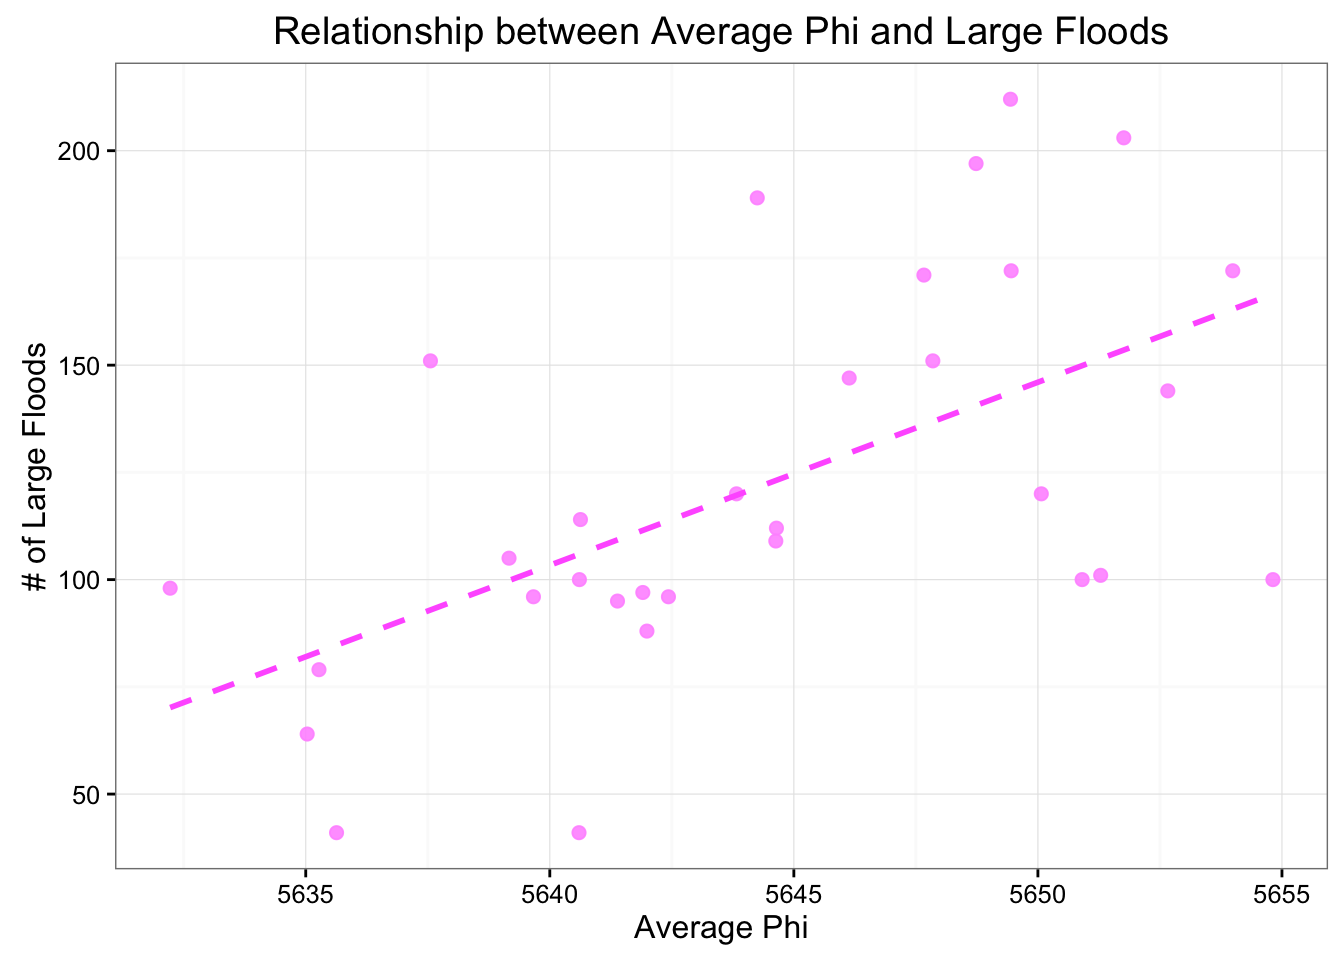 Relationship between Average Phi and Large Floods
# of Large Floods
200
150
100
50
5635 5640 5645 5650 5655
Average Phi